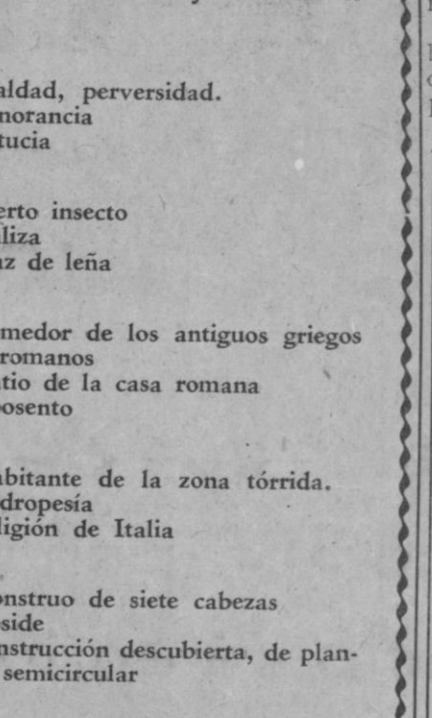 aldad, perversidad.
norancia
tucia
erto insecto
liza
az de leña
medor de los antiguos griegos
romanos
tio de la casa romana
osento
abitante de la zona tórrida.
dropesía
ligión de Italia
onstruo de siete cabezas
side
nstrucción descubierta, de plan-
semicircular